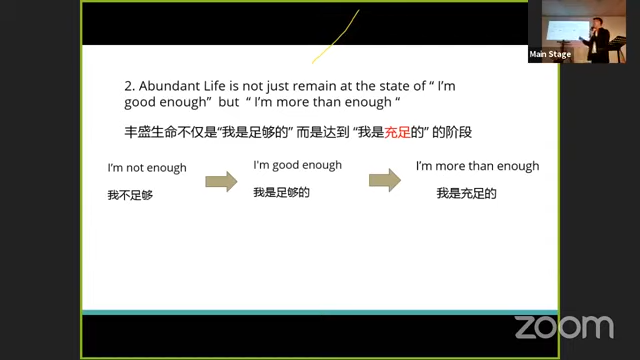 Main Stage
2. Abundant Life is not just remain at the state of “ I’m
good enough” but “ I’m more than enough “
丰盛生命不仅是“我是足够的” 而是达到 “我是充足的” 的阶段
I’m not enough
I'm good enough
I’m more than enough
我不足够
我是足够的
我是充足的
zoom